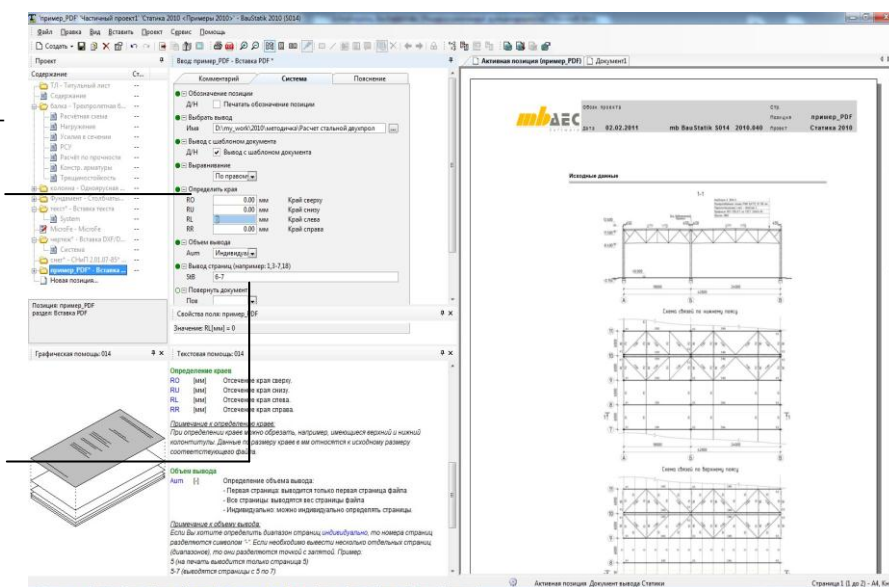 'пример_PDF' 'Частичный проект1' 'Статика 2010 <Примеры 2010>' - BauStatik 2010 (S014)
Файл Правка Вид Вставить Проект Сервис Помощь
Создать
Проект
Содержание Ст...
ТЛ - Титульный лист --
Содержание --
балка - Трехпролетная б... --
Расчётная схема --
Нагружение --
Усилия в сечении --
РСУ --
Расчёт по прочности --
Констр. арматуры --
Трещиностойкость --
колонна - Одноярусная ... --
Фундамент - Столбчаты... --
текст* - Вставка текста --
System --
MicroFe - MicroFe --
чертеж* - Вставка DXF/D... --
Система --
снег* - СНиП 2.01.07-85* ... --
пример_PDF* - Вставка ... --
Новая позиция...
Позиция: пример_PDF
раздел: Вставка PDF
Графическая помощь: 014
Ввод: пример_PDF - Вставка PDF *
Комментарий Система Пояснение
Обозначение позиции
Д/Н Печатать обозначение позиции
Выбрать вывод
Имя D:\my_work\2010\методичка\Расчет стальной двухпрол ...
Вывод с шаблоном документа
Д/Н Вывод с шаблоном документа
Выравнивание
По правом
Определить края
RO 0.00 мм Край сверху
RU 0.00 мм Край снизу
RL мм Край слева
RR 0.00 мм Край справа
Объем вывода
Aum Индивидуа
Вывод страниц (например: 1,3-7,18)
StB 6-7
Повернуть документ
Пов
Свойства поля: пример_PDF
Значение: RL[мм] = 0
Текстовая помощь: 014
Определение краев
RO [мм] Отсечение края сверху.
RU [мм] Отсечение края снизу.
RL [мм] Отсечение края слева.
RR [мм] Отсечение края справа.
Примечание к определению краев:
При определении краев можно обрезать, например, имеющиеся верхний и нижний
колонтитулы. Данные по размеру краев в мм относятся к исходному размеру
соответствующего файла.
Объем вывода
Aum [-] Определение объема вывода:
- Первая страница: выводится только первая страница файла
- Все страницы: выводятся все страницы файла
- Индивидуально: можно индивидуально определять страницы.
Примечание к объему вывода.
Если Вы хотите определить диапазон страниц индивидуально, то номера страниц
разделяются символом "-". Если необходимо вывести несколько отдельных страниц
(диапазонов), то они разделяются точкой с запятой. Пример:
5 (на печать выводится только страница 5)
5-7 (выводятся страницы с 5 по 7)
Активная позиция (пример_PDF) Документ1
mbAEC
Software
Обозн. проекта Стр.
Позиция пример_PDF
Дата 02.02.2011 mb BauStatik S014 2010.040 Проект Статика 2010
Исходные данные
1-1
А Б В
Схема связей по нижнему поясу
А Б В
Схема связей по верхнему поясу
Активная позиция Документ вывода Статики Страница 1 (1 до 2) - A4, Кн